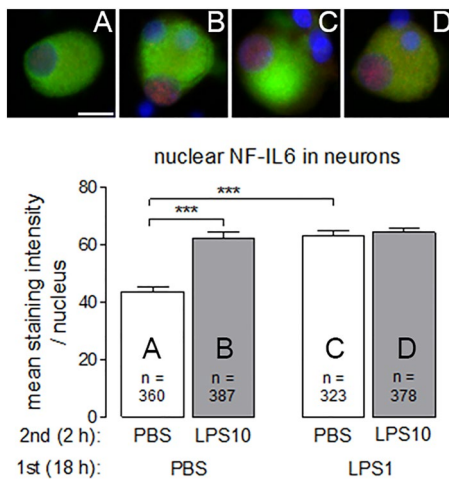 A B C D
nuclear NF-IL6 in neurons
mean staining intensity
/ nucleus
80
60
40
20
0
***
***
A B C D
n = n = n = n =
360 387 323 378
2nd (2 h): PBS LPS10 PBS LPS10
1st (18 h): PBS LPS1